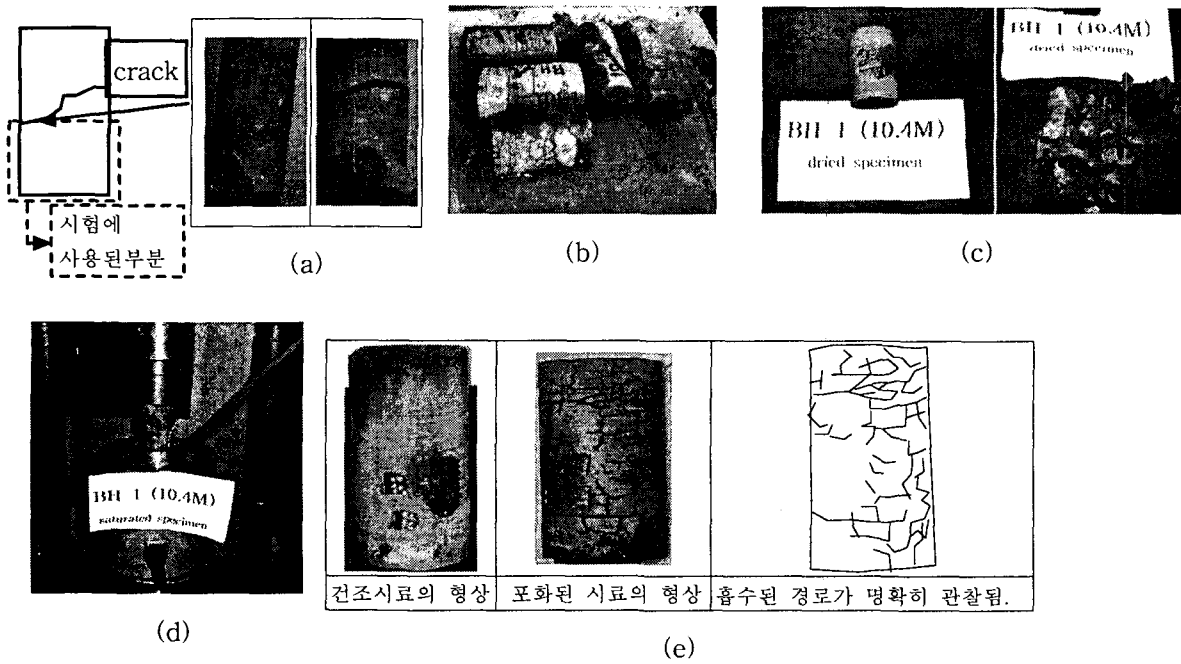 crack
시험에
사용된부분
(a)
(b)
BH 1 (10.4M)
dried specimen
BH 1 (10.4M)
dried specimen
(c)
BH 1 (10.4M)
saturated specimen
(d)
건조시료의 형상
포화된 시료의 형상
흡수된 경로가 명확히 관찰됨.
(e)